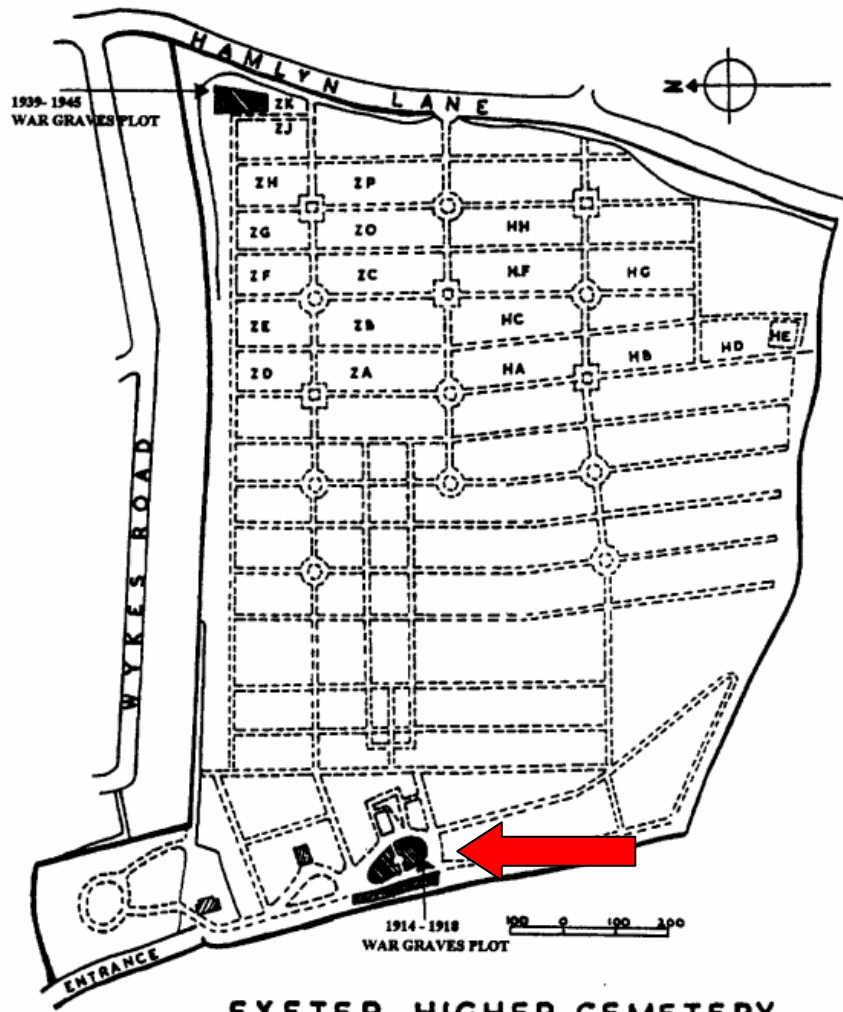 HAMLYN LANE
N
1939-1945
WAR GRAVES PLOT
ZK
ZJ
ZH ZP
ZG ZO HH
ZF ZC HF HG
ZE ZB HC
HE
HD
HB
ZD ZA HA
WYKES ROAD
1914-1918
WAR GRAVES PLOT
100 0 100 200
ENTRANCE
EXETER HIGHER CEMETERY